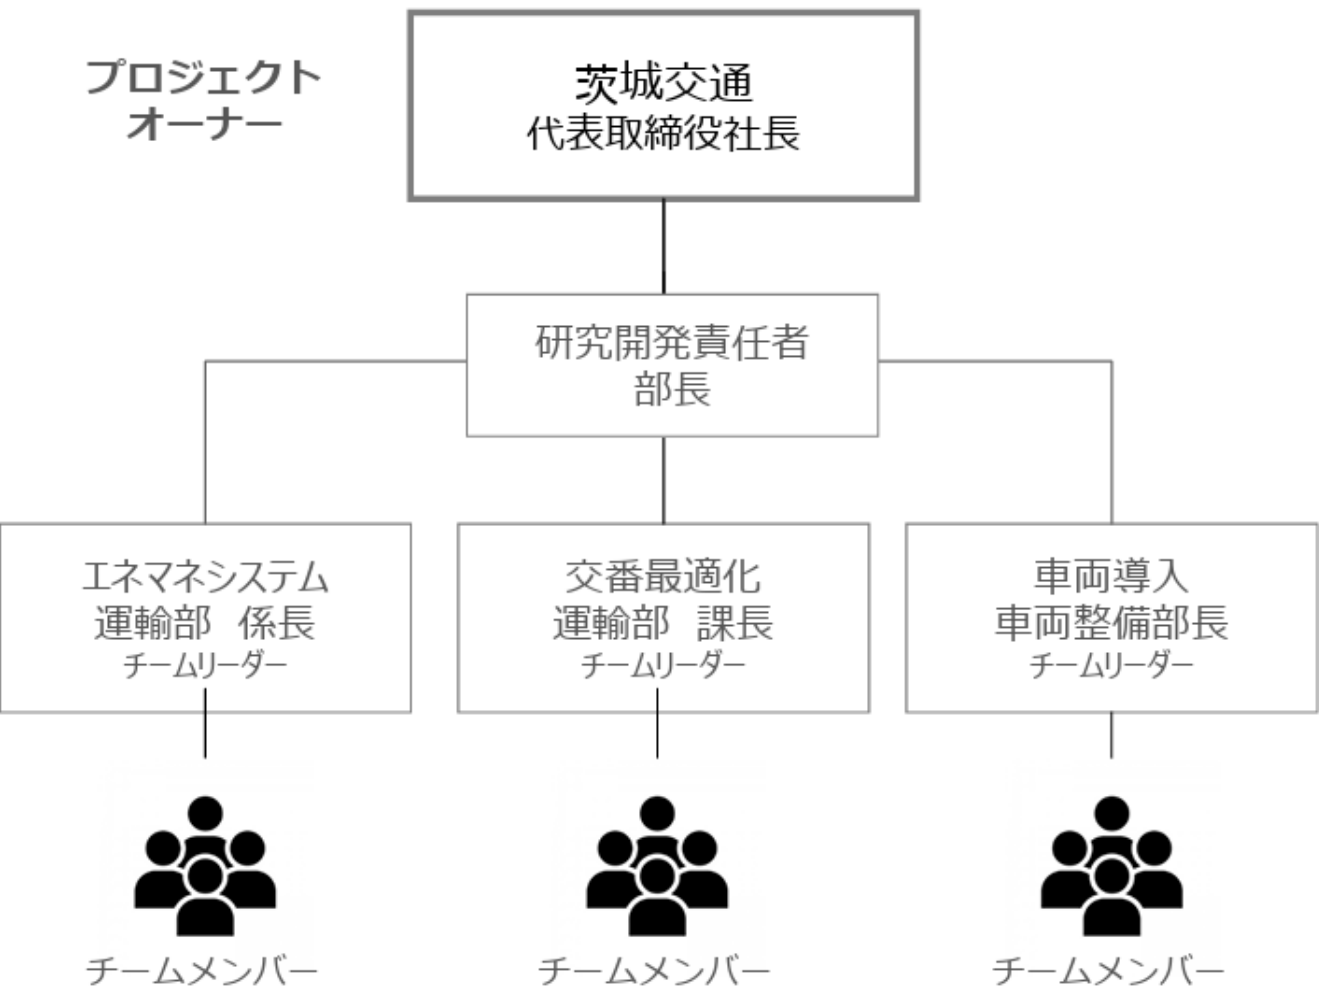 プロジェクト
オーナー
茨城交通
代表取締役社長
研究開発責任者
部長
エネマネシステム
運輸部　係長
チームリーダー
交番最適化
運輸部　課長
チームリーダー
車両導入
車両整備部長
チームリーダー
チームメンバー
チームメンバー
チームメンバー